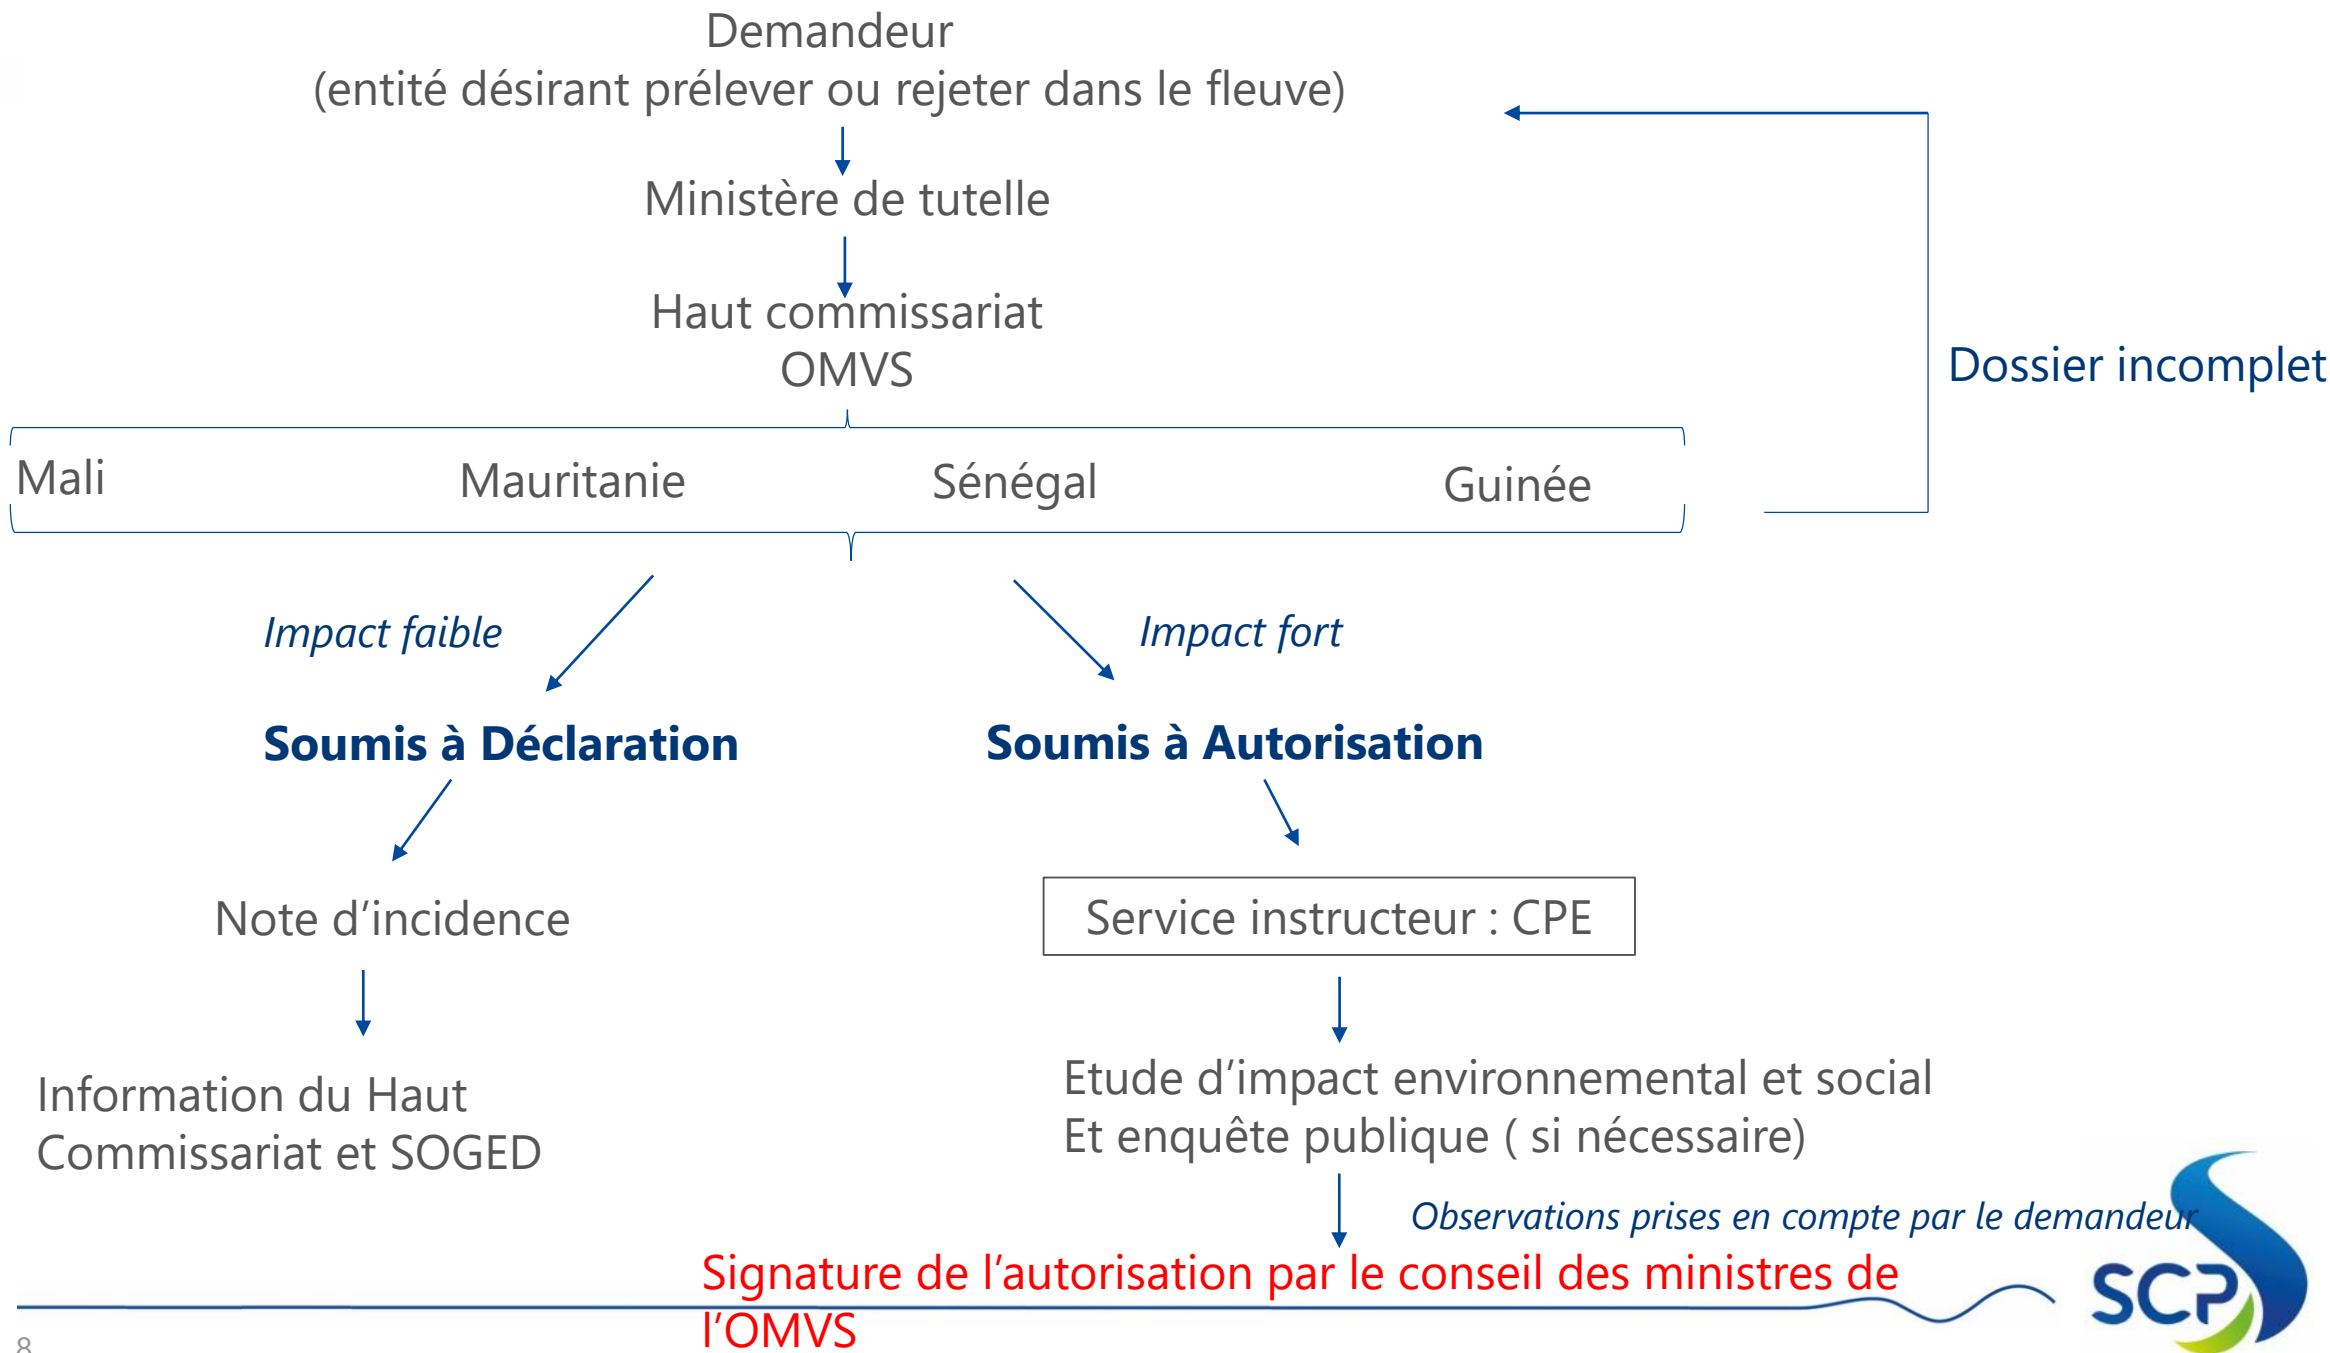 Demandeur
(entité désirant prélever ou rejeter dans le fleuve)
Ministère de tutelle
Haut commissariat
OMVS
Dossier incomplet
Mali
Mauritanie
Sénégal
Guinée
Impact faible
Impact fort
Soumis à Déclaration
Soumis à Autorisation
Note d’incidence
Service instructeur : CPE
Information du Haut
Commissariat et SOGED
Etude d’impact environnemental et social
Et enquête publique ( si nécessaire)
Observations prises en compte par le demandeur
Signature de l’autorisation par le conseil des ministres de
l’OMVS
SCP
8